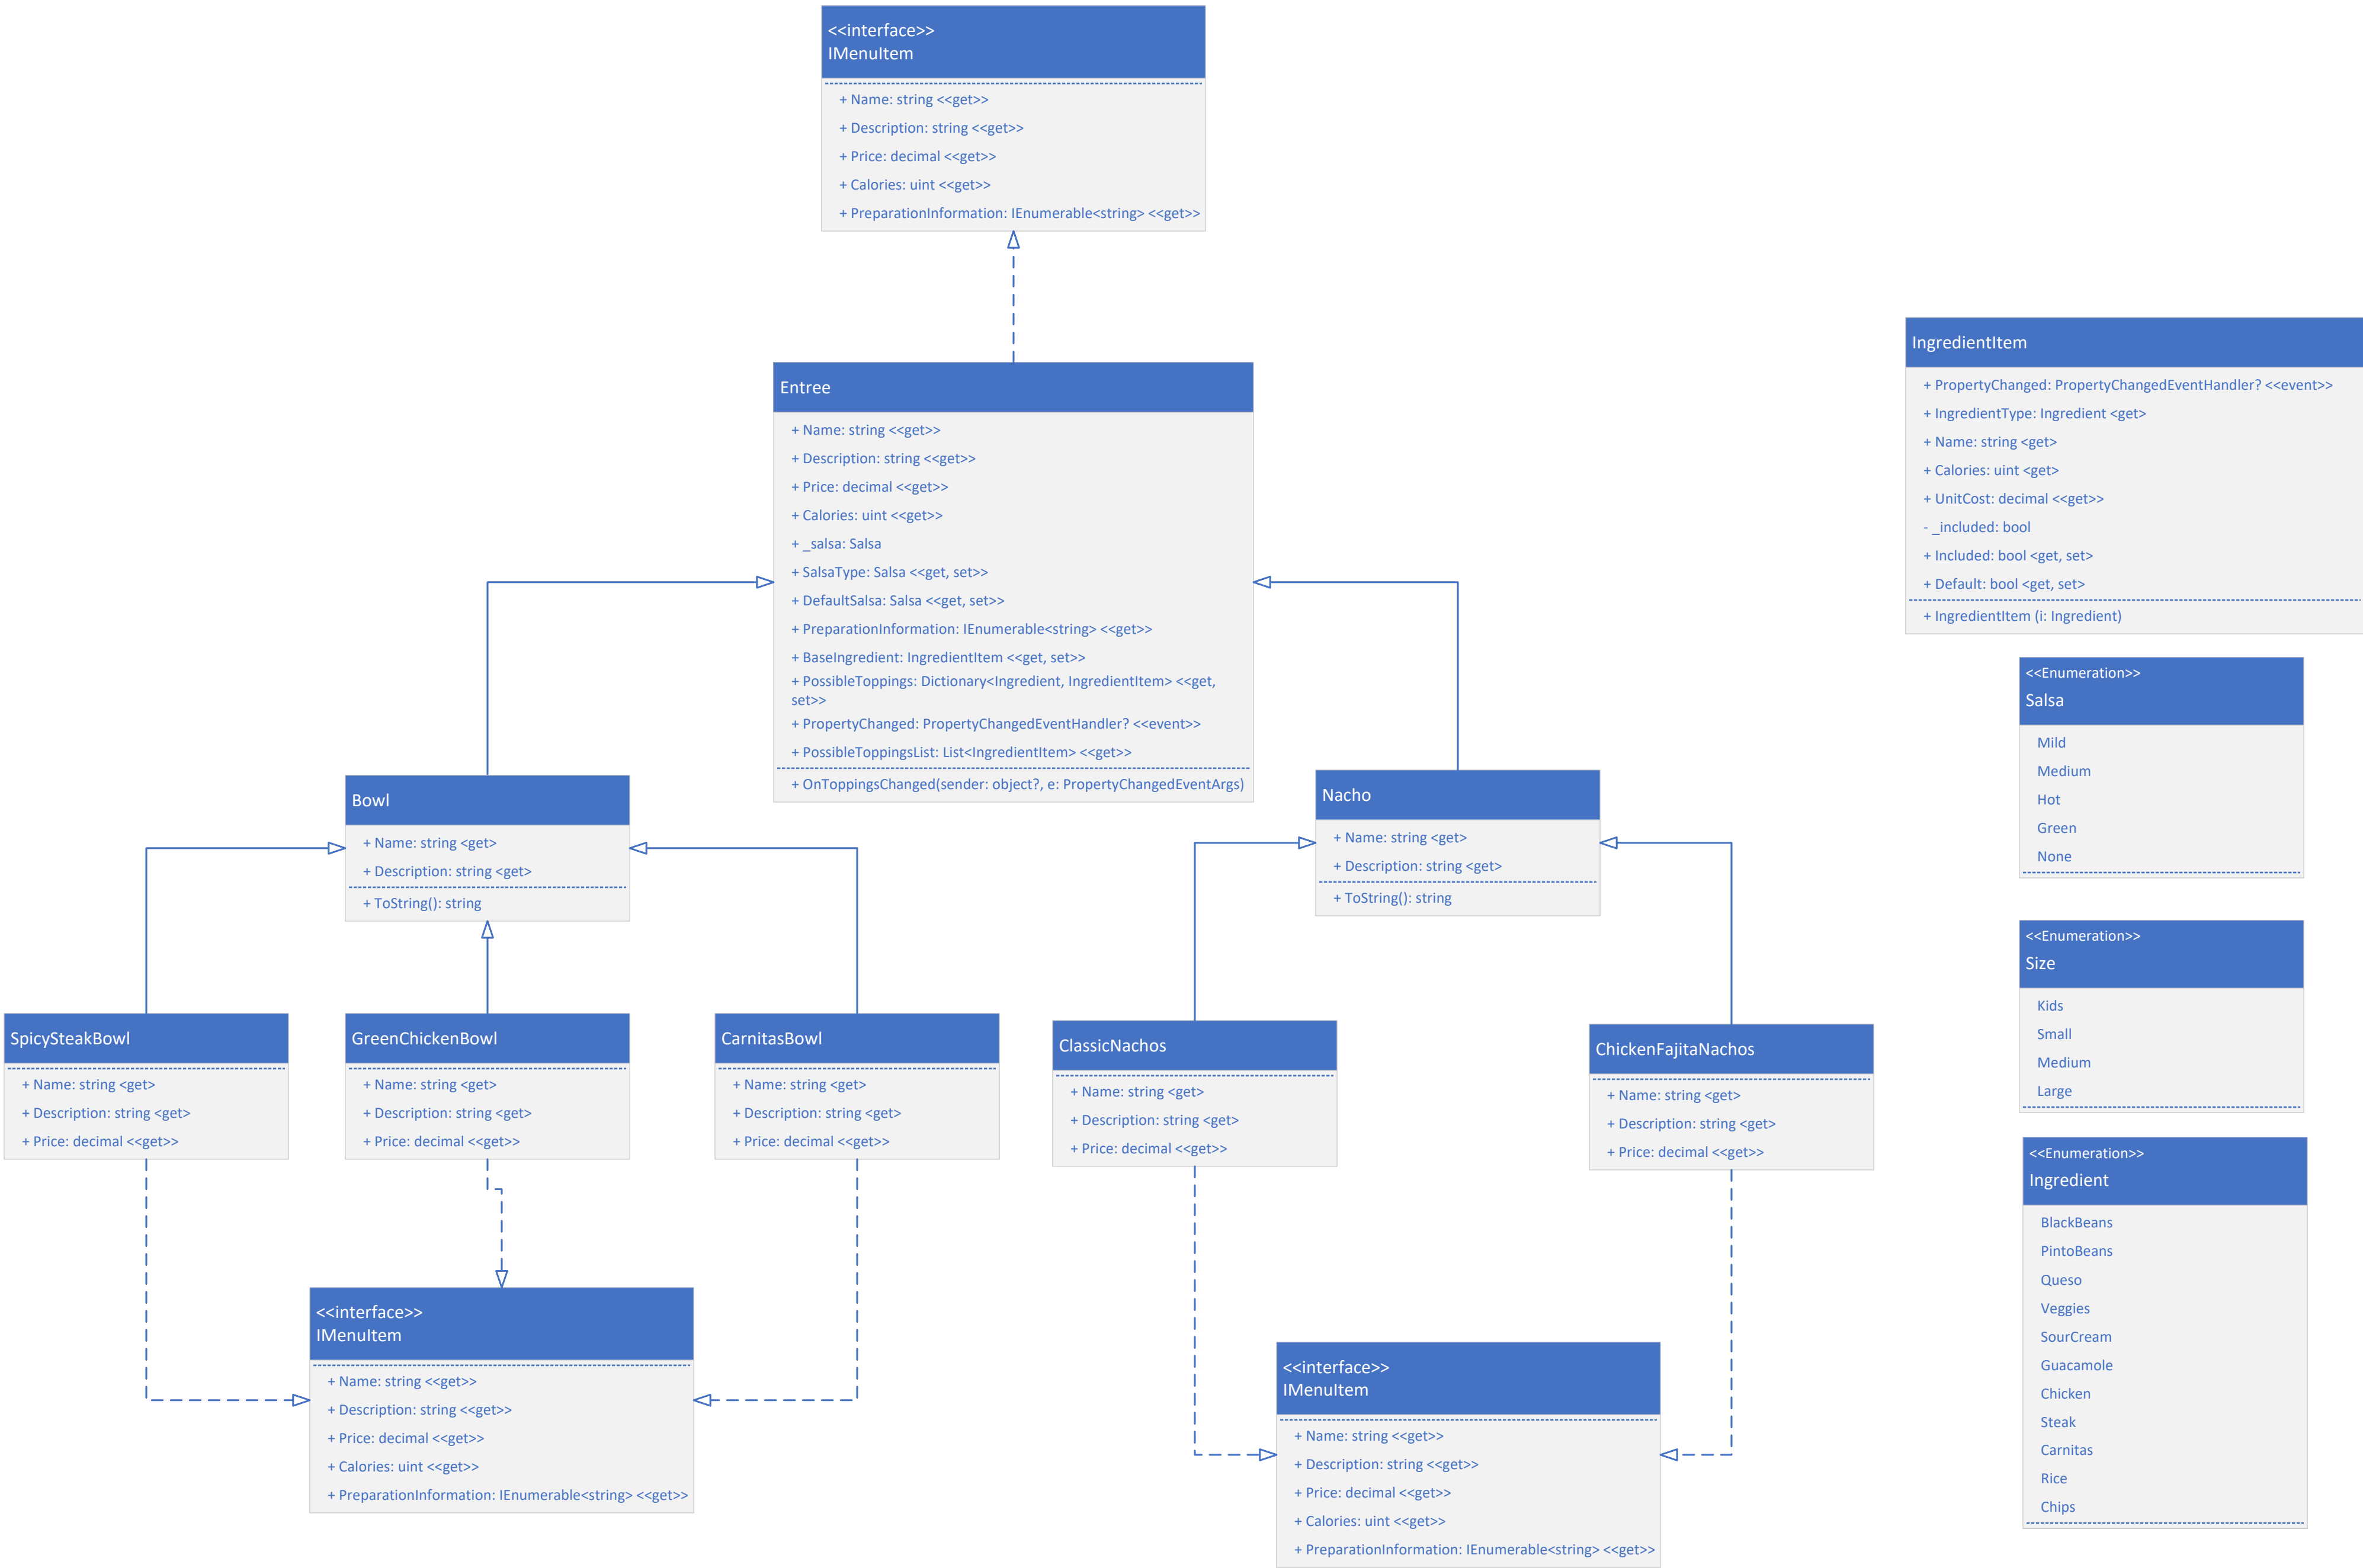 <<interface>>
IMenuItem
+ Name: string <<get>>
+ Description: string <<get>>
+ Price: decimal <<get>>
+ Calories: uint <<get>>
+ PreparationInformation: IEnumerable<string> <<get>>
Entree
+ Name: string <<get>>
+ Description: string <<get>>
+ Price: decimal <<get>>
+ Calories: uint <<get>>
+ _salsa: Salsa
+ SalsaType: Salsa <<get, set>>
+ DefaultSalsa: Salsa <<get, set>>
+ PreparationInformation: IEnumerable<string> <<get>>
+ BaseIngredient: IngredientItem <<get, set>>
+ PossibleToppings: Dictionary<Ingredient, IngredientItem> <<get,
set>>
+ PropertyChanged: PropertyChangedEventHandler? <<event>>
+ PossibleToppingsList: List<IngredientItem> <<get>>
+ OnToppingsChanged(sender: object?, e: PropertyChangedEventArgs)
IngredientItem
+ PropertyChanged: PropertyChangedEventHandler? <<event>>
+ IngredientType: Ingredient <get>
+ Name: string <get>
+ Calories: uint <get>
+ UnitCost: decimal <<get>>
- _included: bool
+ Included: bool <get, set>
+ Default: bool <get, set>
+ IngredientItem (i: Ingredient)
<<Enumeration>>
Salsa
Mild
Medium
Hot
Green
None
Bowl
+ Name: string <get>
+ Description: string <get>
+ ToString(): string
Nacho
+ Name: string <get>
+ Description: string <get>
+ ToString(): string
<<Enumeration>>
Size
Kids
Small
Medium
Large
SpicySteakBowl
+ Name: string <get>
+ Description: string <get>
+ Price: decimal <<get>>
GreenChickenBowl
+ Name: string <get>
+ Description: string <get>
+ Price: decimal <<get>>
CarnitasBowl
+ Name: string <get>
+ Description: string <get>
+ Price: decimal <<get>>
ClassicNachos
+ Name: string <get>
+ Description: string <get>
+ Price: decimal <<get>>
ChickenFajitaNachos
+ Name: string <get>
+ Description: string <get>
+ Price: decimal <<get>>
<<Enumeration>>
Ingredient
BlackBeans
PintoBeans
Queso
Veggies
SourCream
Guacamole
Chicken
Steak
Carnitas
Rice
Chips
<<interface>>
IMenuItem
+ Name: string <<get>>
+ Description: string <<get>>
+ Price: decimal <<get>>
+ Calories: uint <<get>>
+ PreparationInformation: IEnumerable<string> <<get>>
<<interface>>
IMenuItem
+ Name: string <<get>>
+ Description: string <<get>>
+ Price: decimal <<get>>
+ Calories: uint <<get>>
+ PreparationInformation: IEnumerable<string> <<get>>